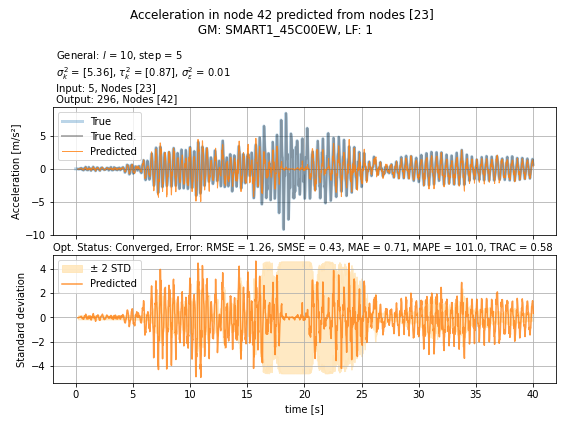 Acceleration in node 42 predicted from nodes [23]
GM: SMART1_45C00EW, LF: 1
General: l = 10, step = 5
σ²_k = [5.36], τ²_k = [0.87], σ²_ε = 0.01
Input: 5, Nodes [23]
Output: 296, Nodes [42]
True
True Red.
Predicted
Acceleration [m/s²]
5
0
−5
−10
Opt. Status: Converged, Error: RMSE = 1.26, SMSE = 0.43, MAE = 0.71, MAPE = 101.0, TRAC = 0.58
± 2 STD
Predicted
Standard deviation
4
2
0
−2
−4
0 5 10 15 20 25 30 35 40
time [s]